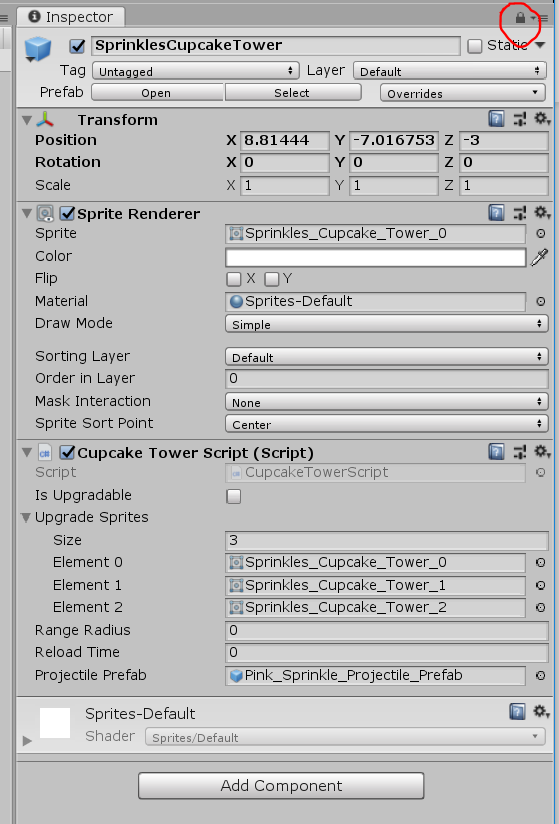 Inspector
SprinklesCupcakeTower Static
Tag Untagged Layer Default
Prefab Open Select Overrides
Transform
Position X 8.81444 Y -7.016753 Z -3
Rotation X 0 Y 0 Z 0
Scale X 1 Y 1 Z 1
Sprite Renderer
Sprite Sprinkles_Cupcake_Tower_0
Color
Flip X Y
Material Sprites-Default
Draw Mode Simple
Sorting Layer Default
Order in Layer 0
Mask Interaction None
Sprite Sort Point Center
Cupcake Tower Script (Script)
Script CupcakeTowerScript
Is Upgradable
Upgrade Sprites
Size 3
Element 0 Sprinkles_Cupcake_Tower_0
Element 1 Sprinkles_Cupcake_Tower_1
Element 2 Sprinkles_Cupcake_Tower_2
Range Radius 0
Reload Time 0
Projectile Prefab Pink_Sprinkle_Projectile_Prefab
Sprites-Default
Shader Sprites/Default
Add Component